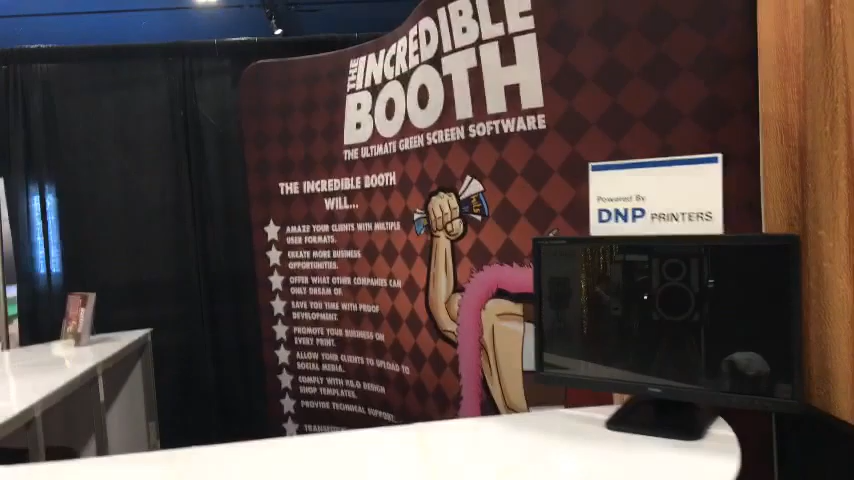 THE INCREDIBLE
BOOTH
THE ULTIMATE GREEN SCREEN SOFTWARE
THE INCREDIBLE BOOTH
WILL...
AMAZE YOUR CLIENTS WITH MULTIPLE
USER FORMATS.
CREATE MORE BUSINESS
OPPORTUNITIES.
OFFER WHAT OTHER COMPANIES CAN
ONLY DREAM OF.
SAVE YOU TIME WITH PROOF
DEVELOPMENT.
PROMOTE YOUR BUSINESS ON
EVERY PRINT.
ALLOW YOUR CLIENTS TO UPLOAD TO
SOCIAL MEDIA.
COMPLY WITH
DESIGN
SHOP TEMPLATES.
PROVIDE TECHNICAL SUPPORT.
Powered By
DNP PRINTERS